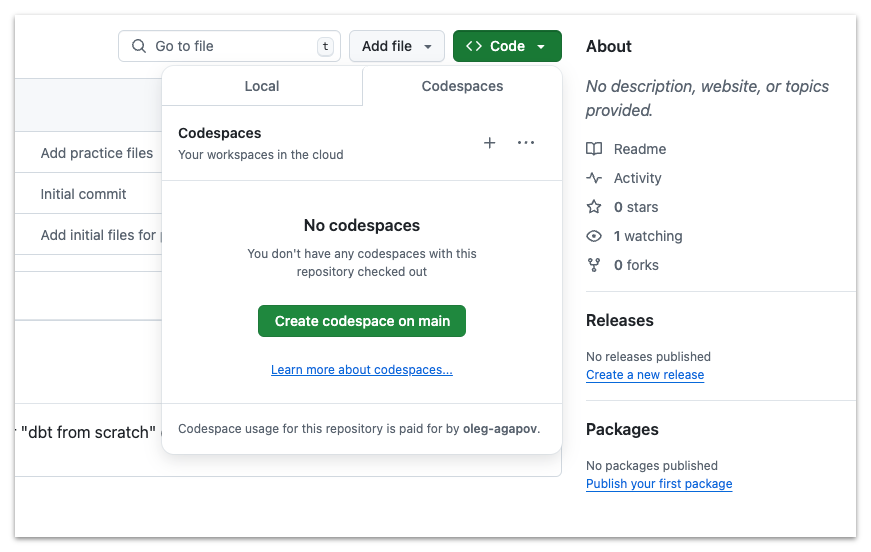 Go to file
t
Add file
Code
Local
Codespaces
Codespaces
Your workspaces in the cloud
No codespaces
You don't have any codespaces with this
repository checked out
Create codespace on main
Learn more about codespaces...
Codespace usage for this repository is paid for by oleg-agapov.
Add practice files
Initial commit
Add initial files for
"dbt from scratch"
About
No description, website, or topics
provided.
Readme
Activity
0 stars
1 watching
0 forks
Releases
No releases published
Create a new release
Packages
No packages published
Publish your first package